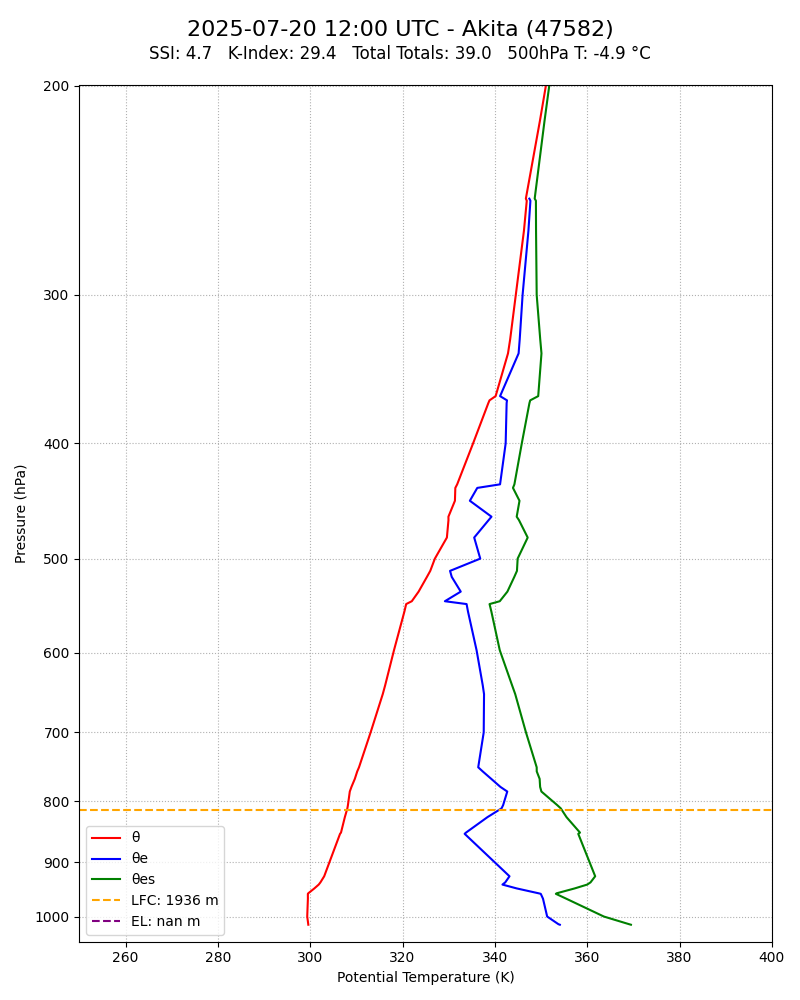 2025-07-20 12:00 UTC - Akita (47582)
SSI: 4.7 K-Index: 29.4 Total Totals: 39.0 500hPa T: -4.9 °C
200
300
400
500
600
700
800
900
1000
Pressure (hPa)
θ
θe
θes
LFC: 1936 m
EL: nan m
260 280 300 320 340 360 380 400
Potential Temperature (K)